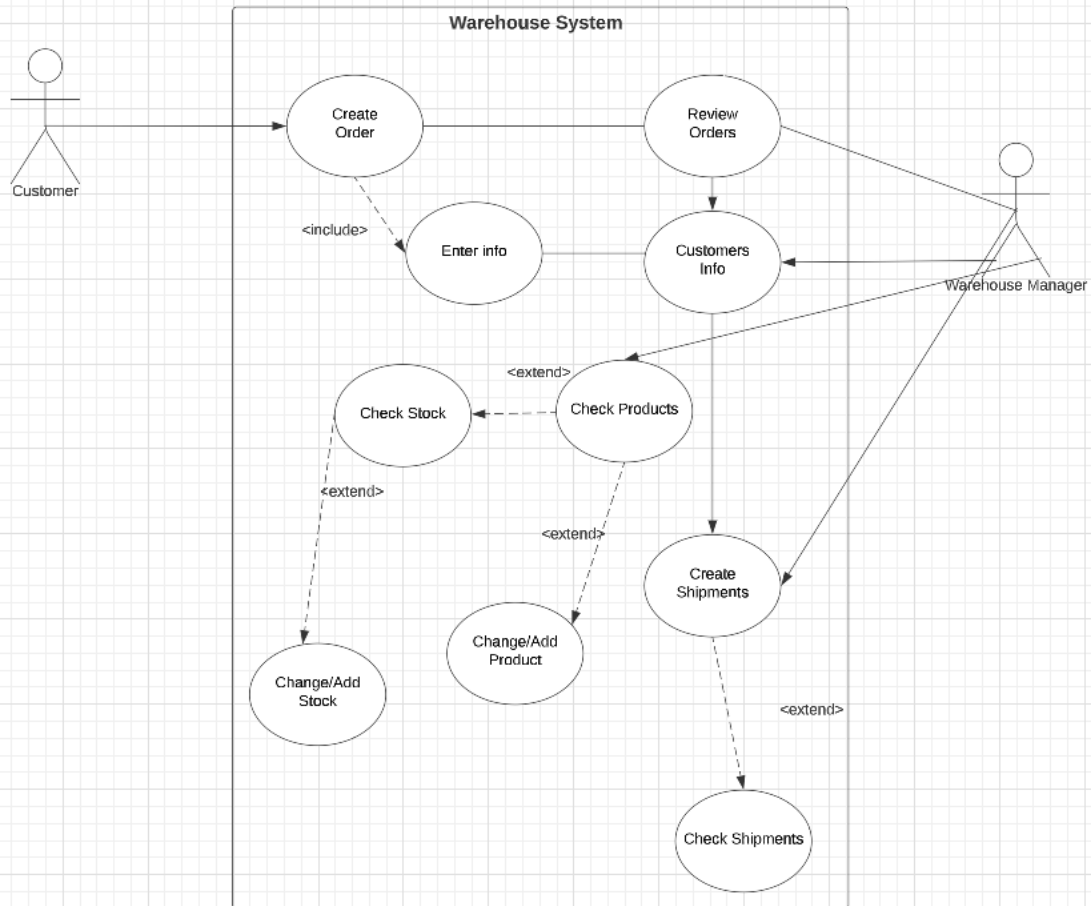 Warehouse System
Create
Order
Review
Orders
Customer
<include>
Enter info
Customers
Info
Warehouse Manager
<extend>
Check Stock
Check Products
<extend>
<extend>
Create
Shipments
Change/Add
Product
Change/Add
Stock
<extend>
Check Shipments